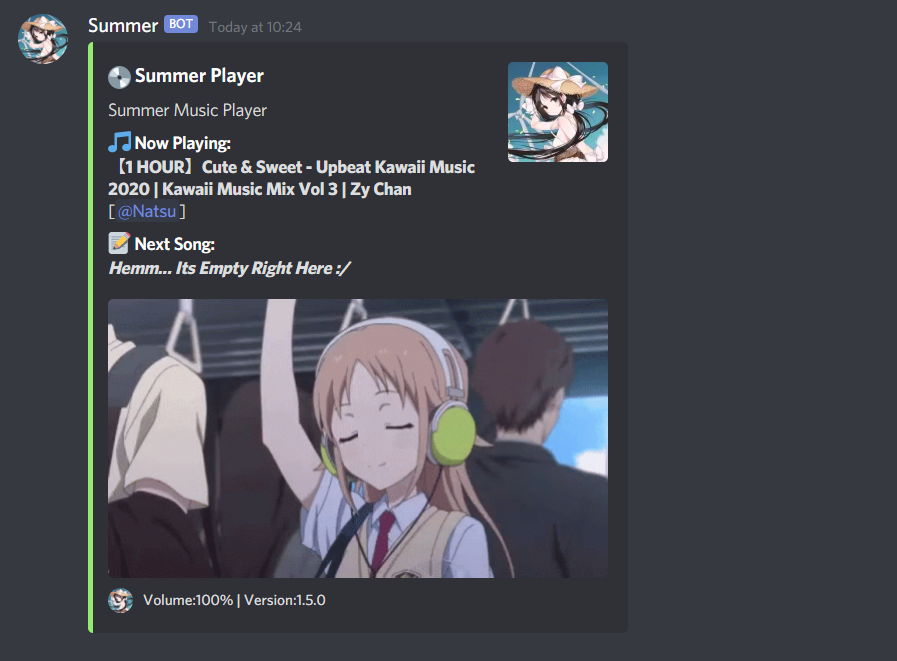 Summer BOT Today at 10:24
Summer Player
Summer Music Player
Now Playing:
【1 HOUR】Cute & Sweet - Upbeat Kawaii Music
2020 | Kawaii Music Mix Vol 3 | Zy Chan
[@Natsu]
Next Song:
Hemm... Its Empty Right Here :/
Volume:100% | Version:1.5.0